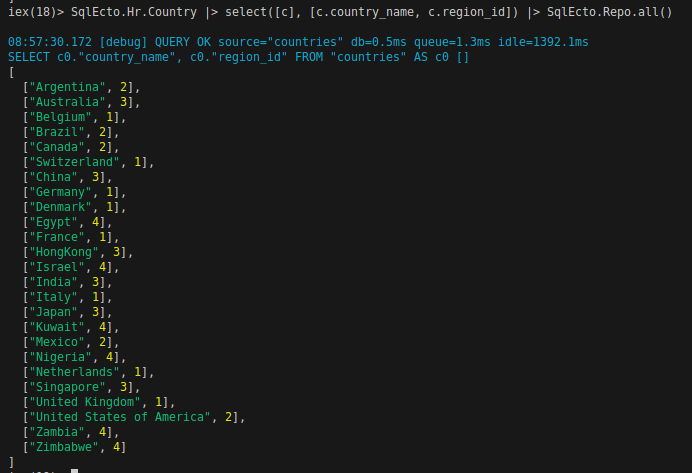 iex(18)> SqlEcto.Hr.Country |> select([c], [c.country_name, c.region_id]) |> SqlEcto.Repo.all()
08:57:30.172 [debug] QUERY OK source="countries" db=0.5ms queue=1.3ms idle=1392.1ms
SELECT c0."country_name", c0."region_id" FROM "countries" AS c0 []
[
["Argentina", 2],
["Australia", 3],
["Belgium", 1],
["Brazil", 2],
["Canada", 2],
["Switzerland", 1],
["China", 3],
["Germany", 1],
["Denmark", 1],
["Egypt", 4],
["France", 1],
["HongKong", 3],
["Israel", 4],
["India", 3],
["Italy", 1],
["Japan", 3],
["Kuwait", 4],
["Mexico", 2],
["Nigeria", 4],
["Netherlands", 1],
["Singapore", 3],
["United Kingdom", 1],
["United States of America", 2],
["Zambia", 4],
["Zimbabwe", 4]
]